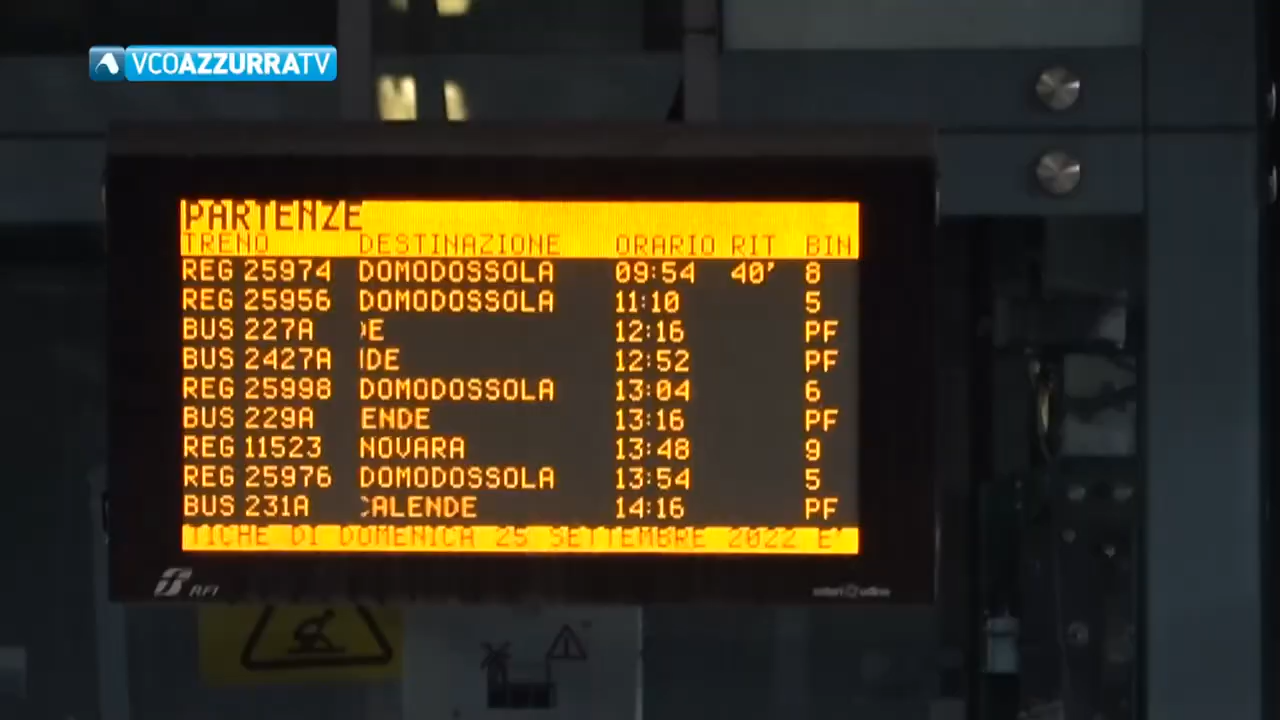 VCOAZZURRATV
PARTENZE
TRENO DESTINAZIONE ORARIO RIT BIN
REG 25974 DOMODOSSOLA 09:54 40' 8
REG 25956 DOMODOSSOLA 11:10 5
BUS 227A DE 12:16 PF
BUS 2427A IDE 12:52 PF
REG 25998 DOMODOSSOLA 13:04 6
BUS 229A ENDE 13:16 PF
REG 11523 NOVARA 13:48 9
REG 25976 DOMODOSSOLA 13:54 5
BUS 231A CALENDE 14:16 PF
TICHE DI DOMENICA 25 SETTEMBRE 2022 E'
RFI
solari udine